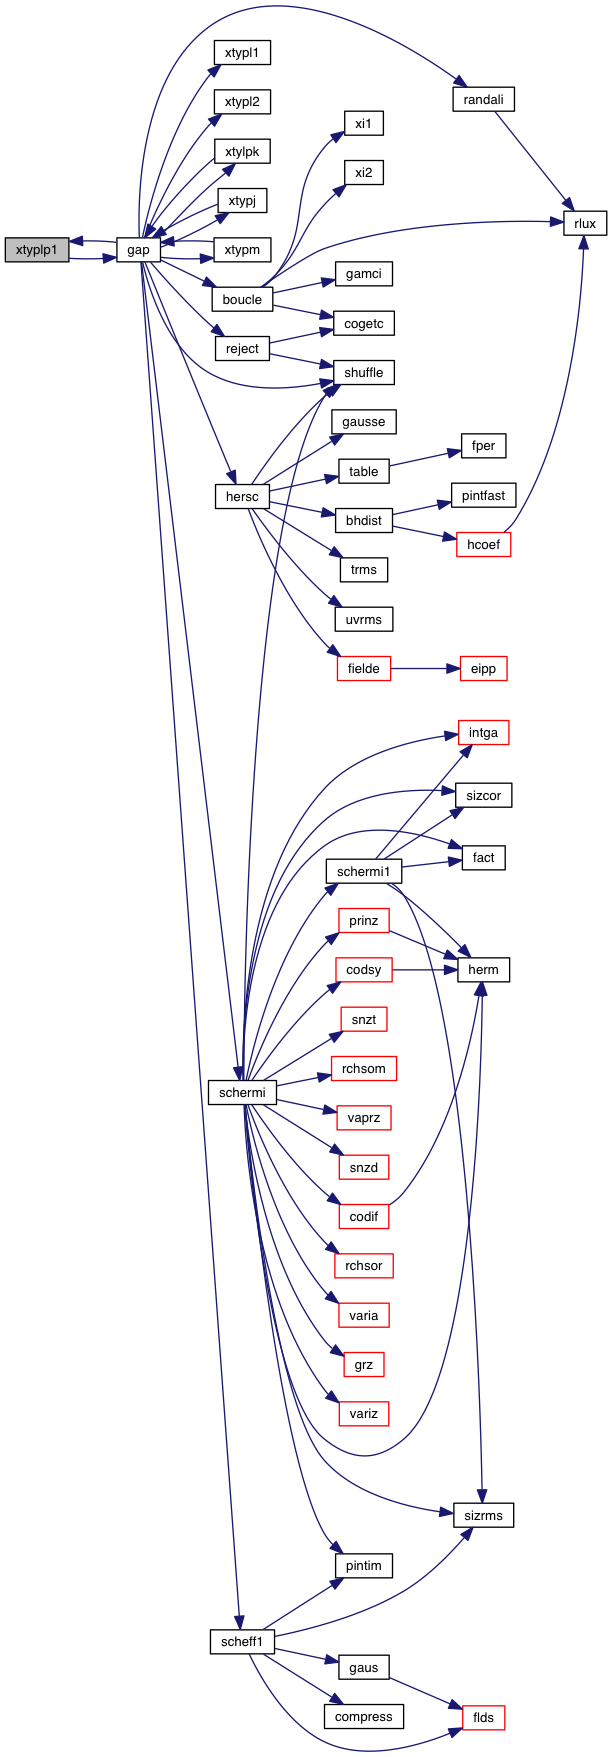 xtypl1
randali
xtypl2
xi1
xtylpk
xi2
xtypj
rlux
xtyplp1
gap
xtypm
gamci
boucle
cogetc
reject
shuffle
gausse
fper
table
hersc
pintfast
bhdist
hcoef
trms
uvrms
fielde
eipp
intga
sizcor
fact
schermi1
prinz
codsy
herm
snzt
rchsom
schermi
vaprz
snzd
codif
rchsor
varia
grz
variz
sizrms
pintim
scheff1
gaus
compress
flds